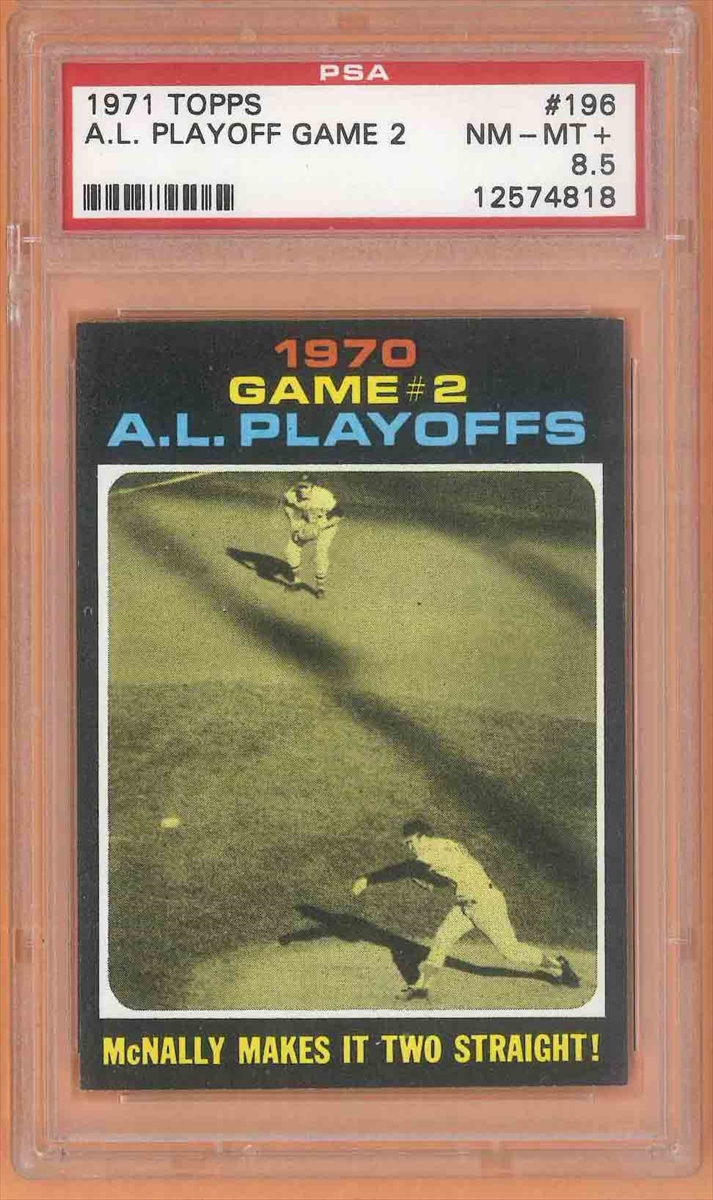 PSA
1971 TOPPS #196
A.L. PLAYOFF GAME 2 NM-MT+
8.5
12574818
1970
GAME #2
A.L. PLAYOFFS
McNALLY MAKES IT TWO STRAIGHT!